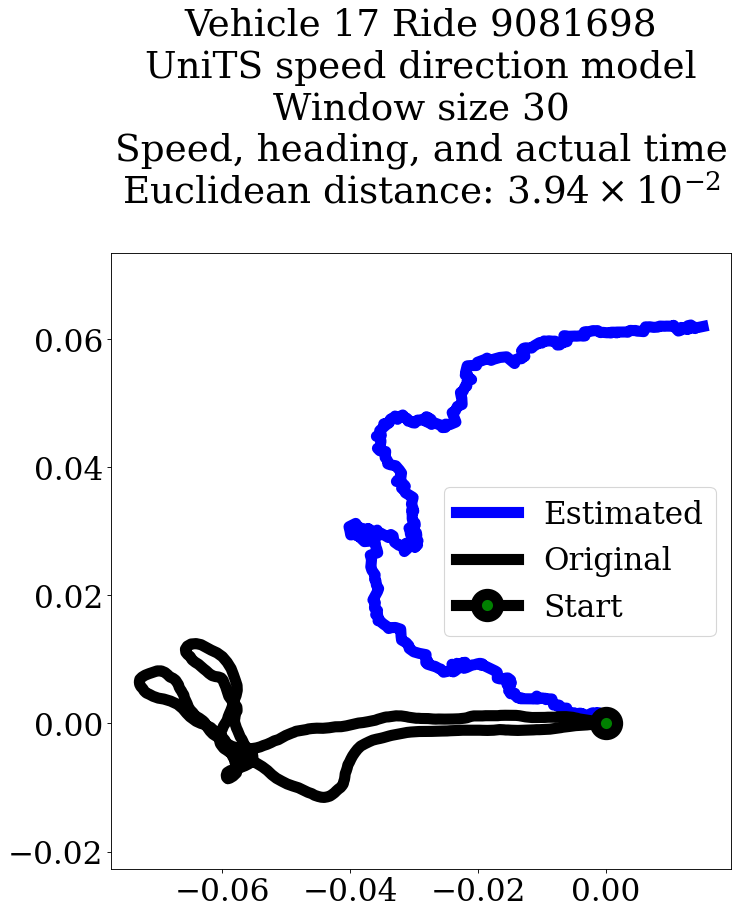 Vehicle 17 Ride 9081698
UniTS speed direction model
Window size 30
Speed, heading, and actual time
Euclidean distance: 3.94 × 10⁻²
0.06
0.04
Estimated
Original
Start
0.02
0.00
−0.02
−0.06 −0.04 −0.02 0.00